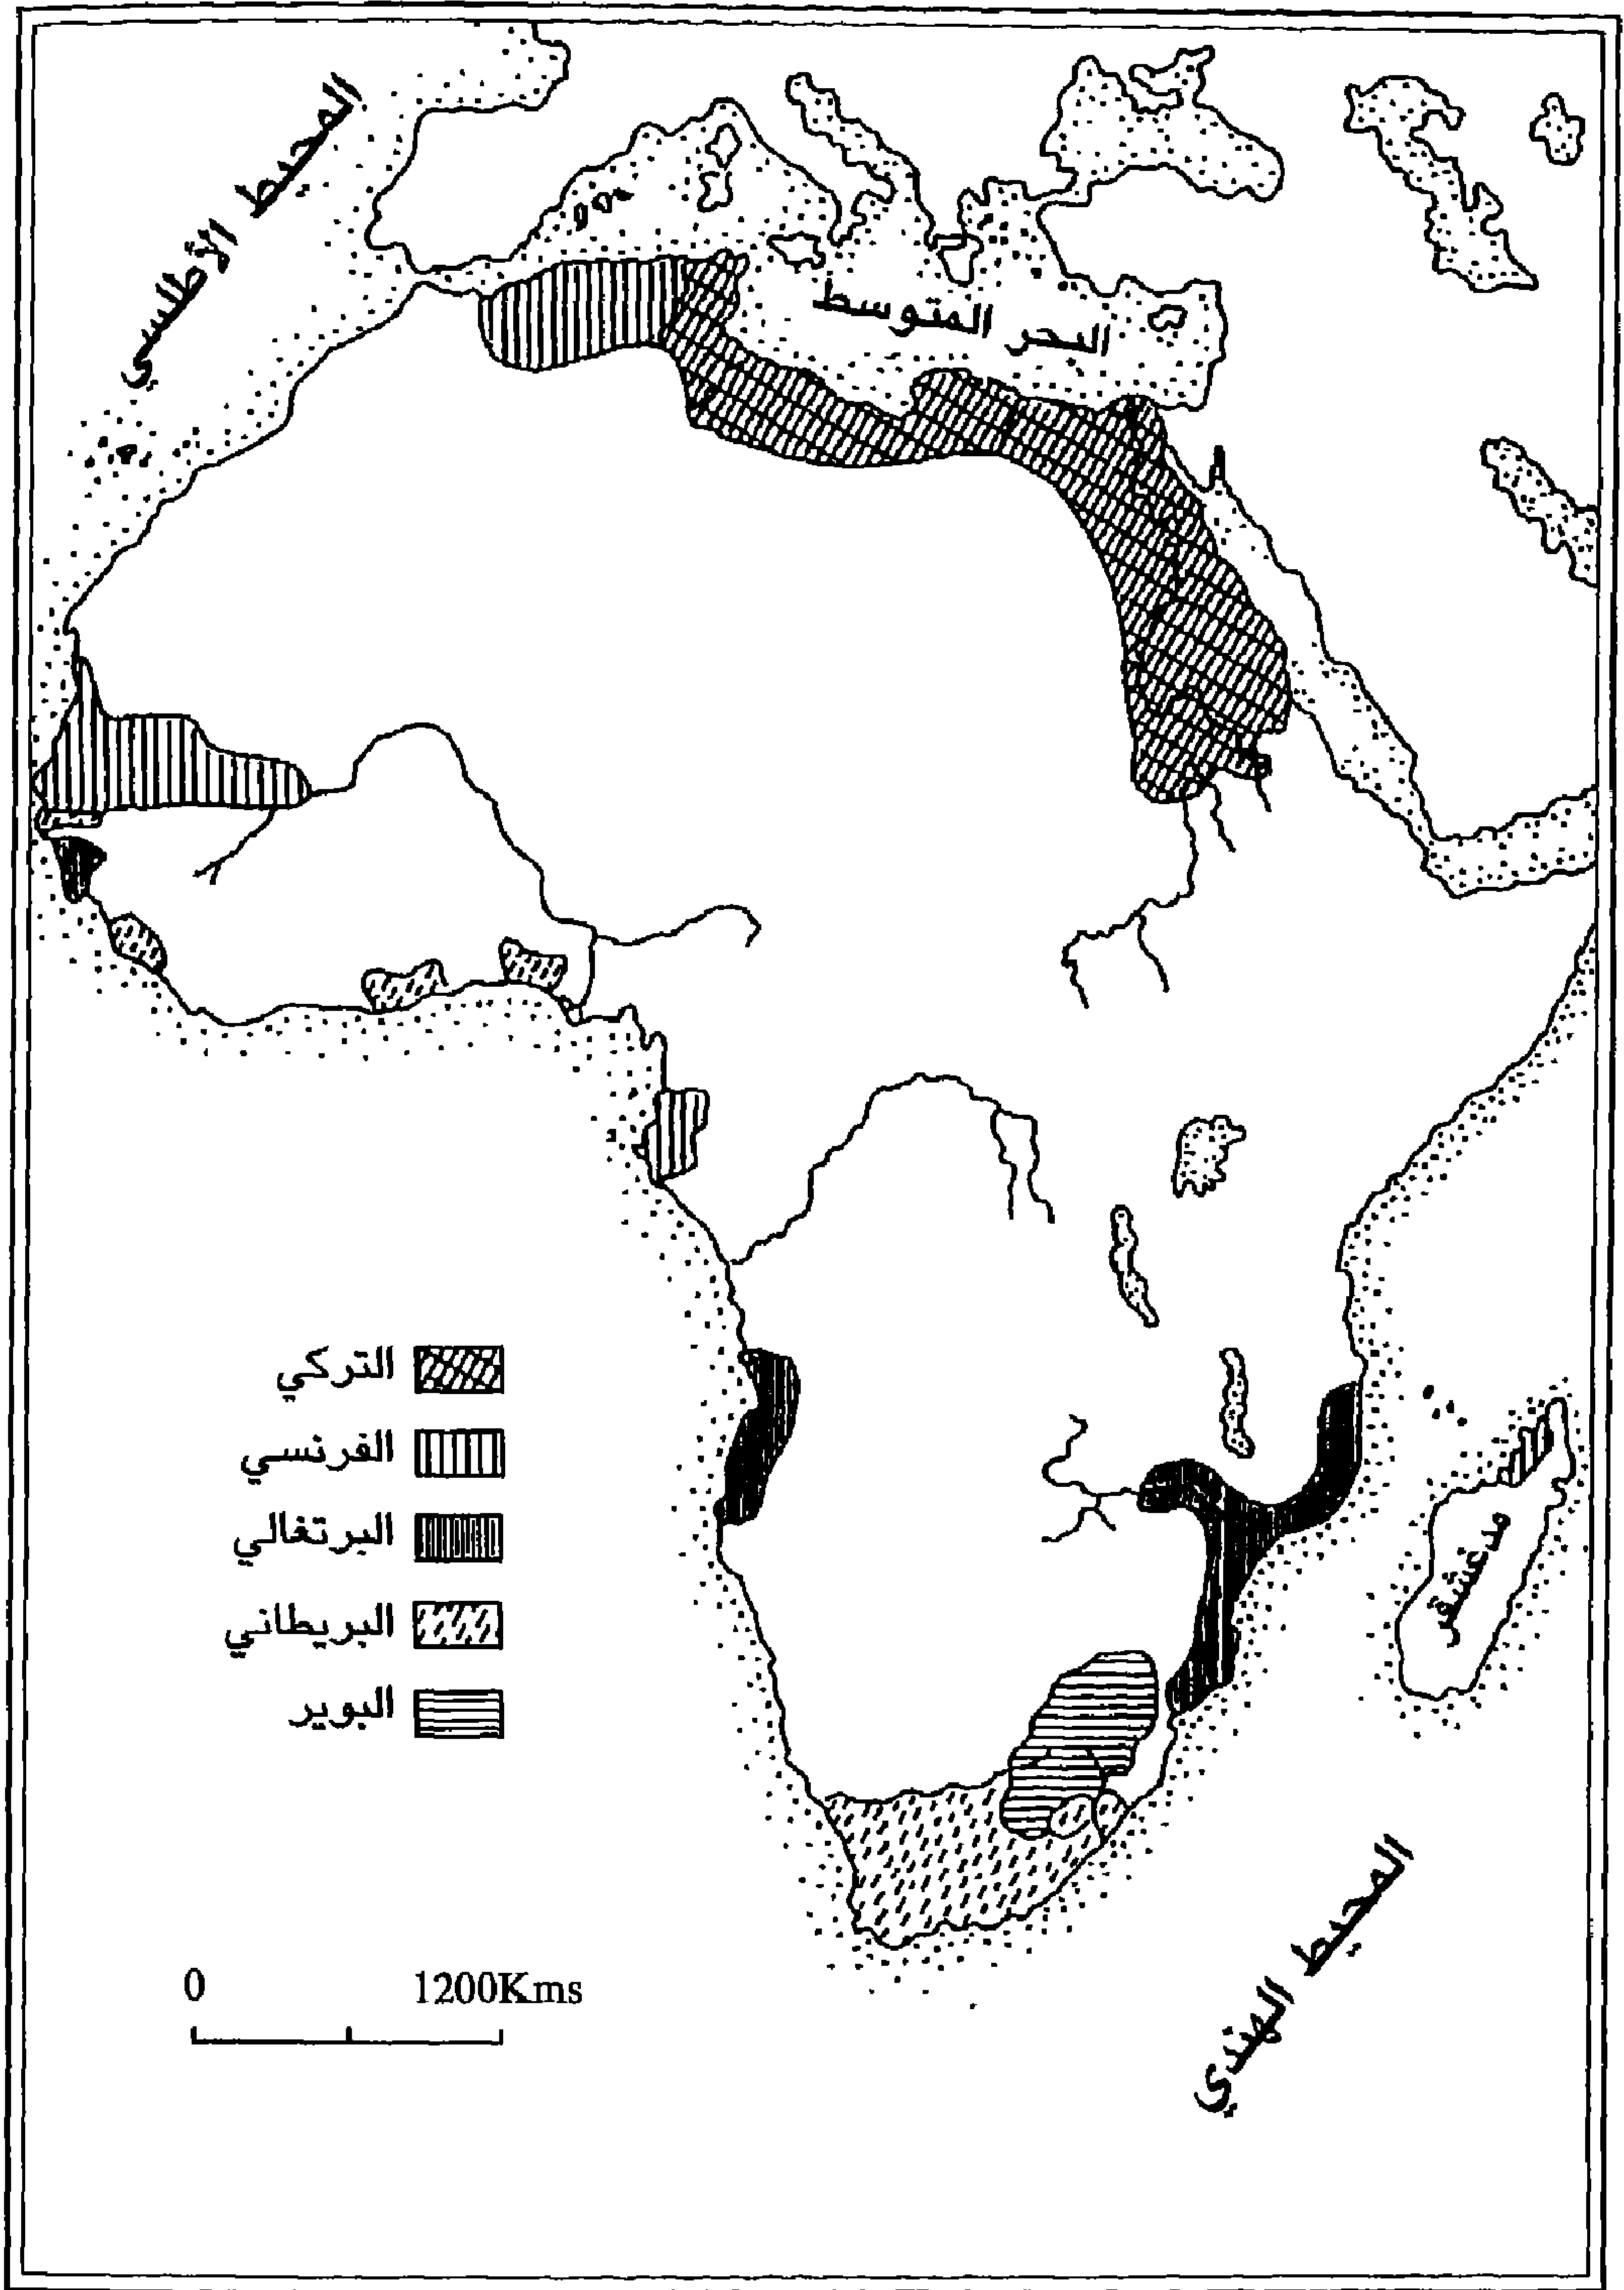 المحيط الأطلسي
البحر المتوسط
التركي
الفرنسي
البرتغالي
البريطاني
البوير
مدغشقر
0 1200Kms
المحيط الهندي